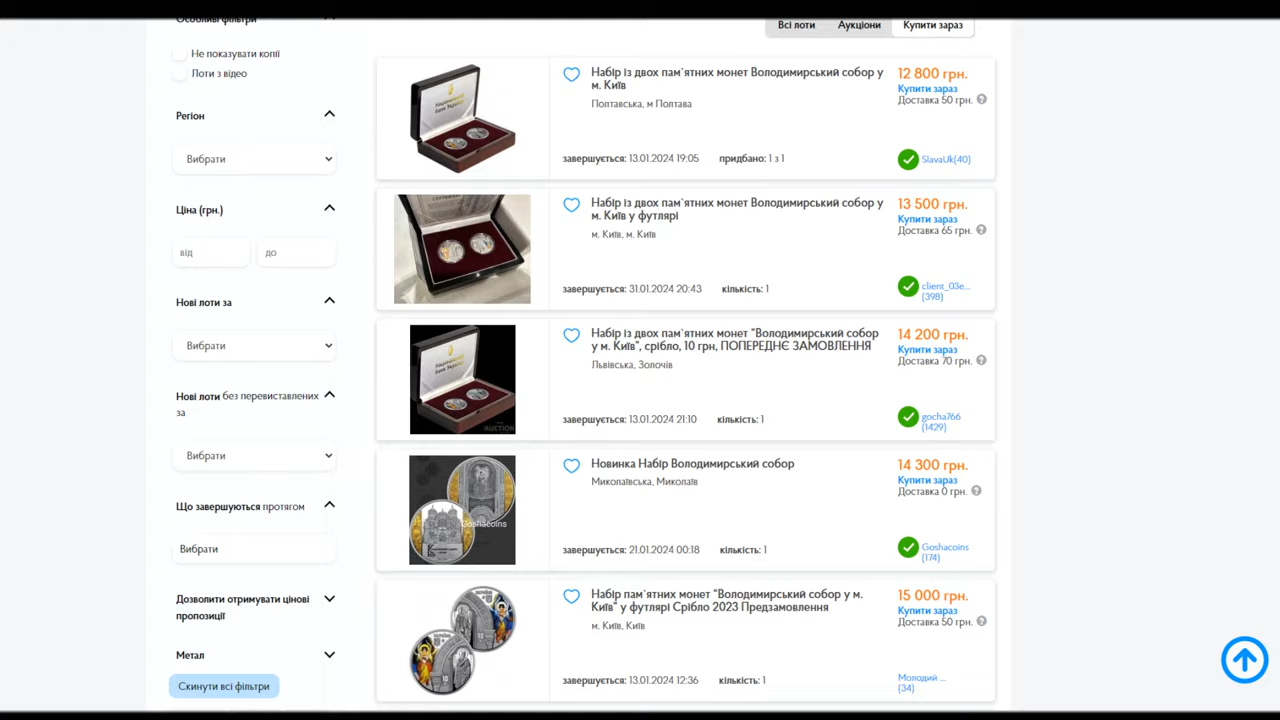 Особливі фільтри
Не показувати копії
Лоти з відео
Регіон
Вибрати
Ціна (грн.)
від
до
Нові лоти за
Вибрати
Нові лоти без перевиставлених
за
Вибрати
Що завершуються протягом
Вибрати
Дозволити отримувати цінові
пропозиції
Метал
Скинути всі фільтри
Всі лоти
Аукціони
Купити зараз
Набір із двох пам`ятних монет Володимирський собор у
м. Київ
Полтавська, м Полтава
завершується: 13.01.2024 19:05
придбано: 1 з 1
12 800 грн.
Купити зараз
Доставка 50 грн. ?
SlavaUk(40)
Набір із двох пам`ятних монет Володимирський собор у
м. Київ у футлярі
м. Київ, м. Київ
завершується: 31.01.2024 20:43
кількість: 1
13 500 грн.
Купити зараз
Доставка 65 грн. ?
client_03e...
(398)
Набір із двох пам`ятних монет "Володимирський собор
у м. Київ", срібло, 10 грн, ПОПЕРЕДНЄ ЗАМОВЛЕННЯ
Львівська, Золочів
завершується: 13.01.2024 21:10
кількість: 1
14 200 грн.
Купити зараз
Доставка 70 грн. ?
gocha766
(1429)
AUCTION
Новинка Набір Володимирський собор
Миколаївська, Миколаїв
завершується: 21.01.2024 00:18
кількість: 1
14 300 грн.
Купити зараз
Доставка 0 грн. ?
Goshacoins
(174)
Goshacoins
Набір пам`ятних монет "Володимирський собор у м.
Київ" у футлярі Срібло 2023 Предзамовлення
м. Київ, Київ
завершується: 13.01.2024 12:36
кількість: 1
15 000 грн.
Купити зараз
Доставка 50 грн. ?
Молодий ...
(34)